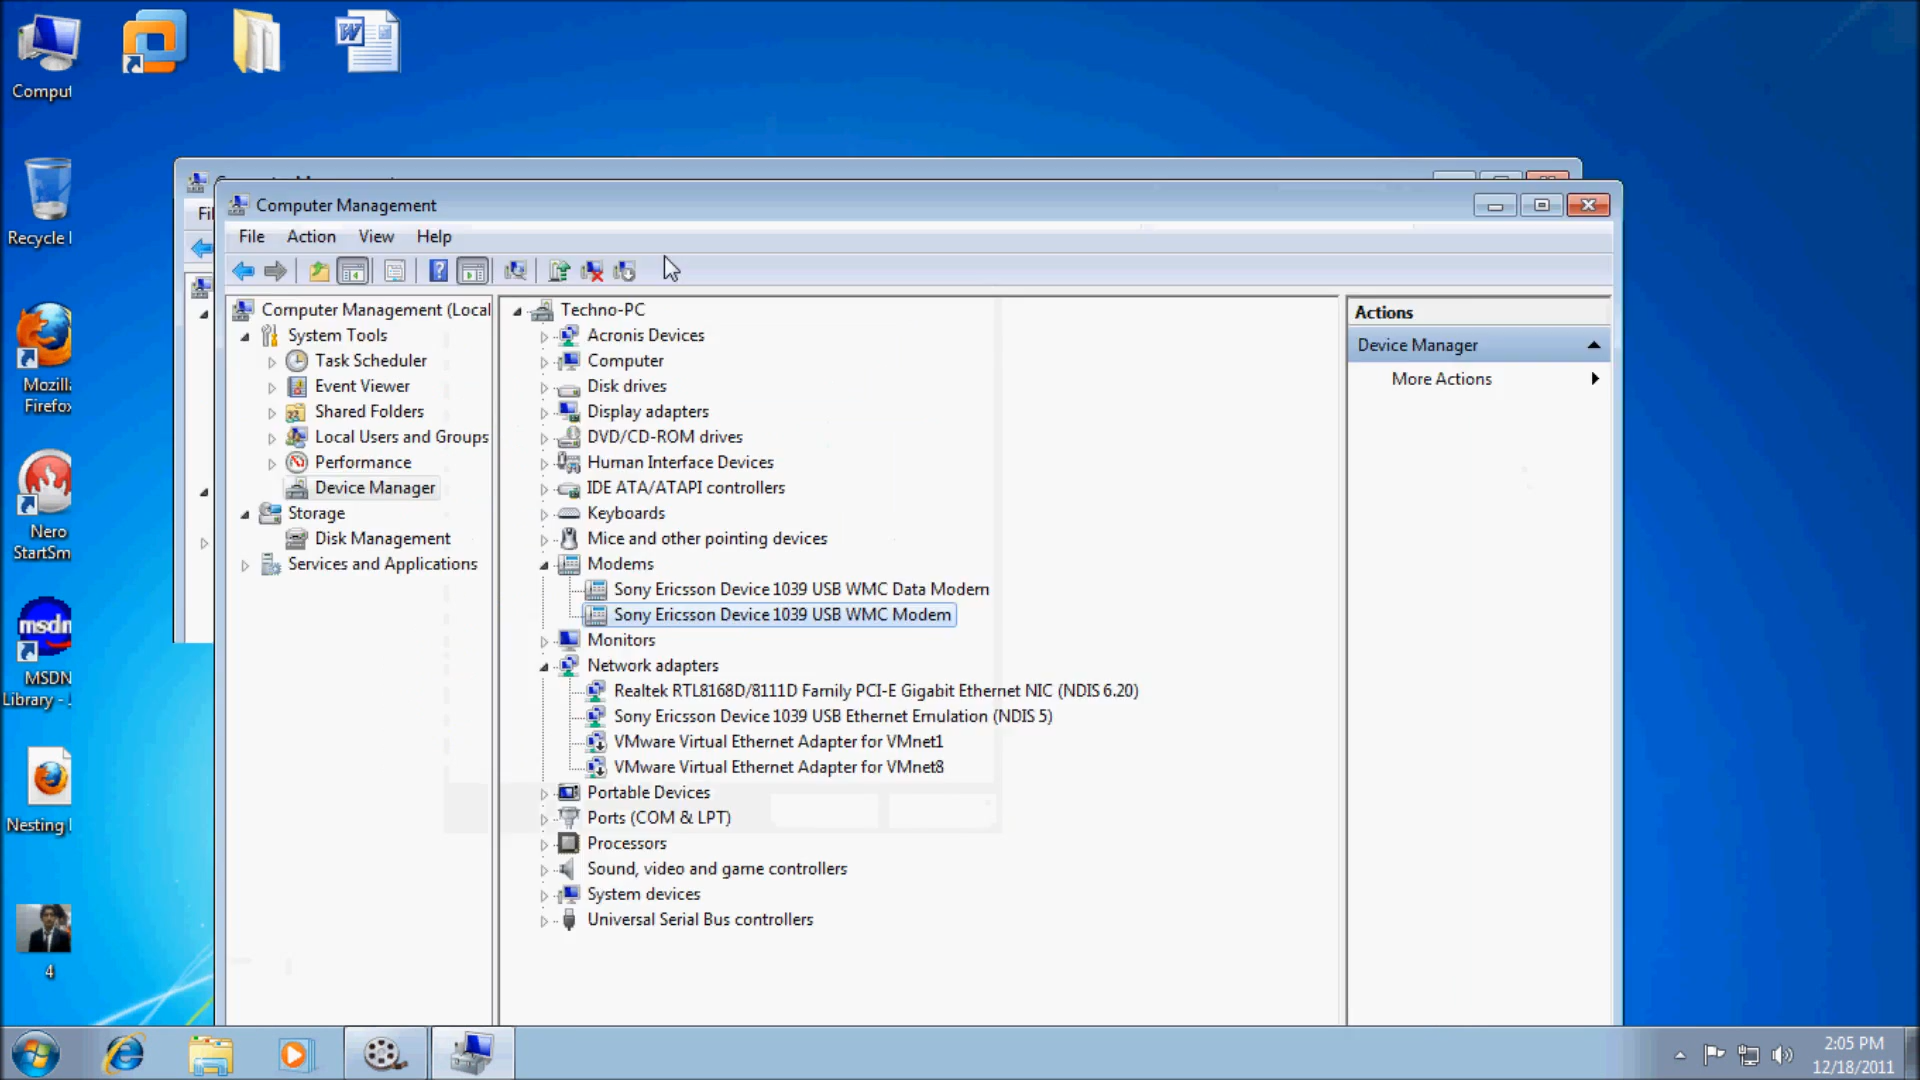 Comput
Recycle
Mozill
Firefox
Nero
StartSm
msdn
MSDN
Library -
Nesting
4
Fil
Computer Management
File Action View Help
Computer Management (Local
System Tools
Task Scheduler
Event Viewer
Shared Folders
Local Users and Groups
Performance
Device Manager
Storage
Disk Management
Services and Applications
Techno-PC
Acronis Devices
Computer
Disk drives
Display adapters
DVD/CD-ROM drives
Human Interface Devices
IDE ATA/ATAPI controllers
Keyboards
Mice and other pointing devices
Modems
Sony Ericsson Device 1039 USB WMC Data Modem
Sony Ericsson Device 1039 USB WMC Modem
Monitors
Network adapters
Realtek RTL8168D/8111D Family PCI-E Gigabit Ethernet NIC (NDIS 6.20)
Sony Ericsson Device 1039 USB Ethernet Emulation (NDIS 5)
VMware Virtual Ethernet Adapter for VMnet1
VMware Virtual Ethernet Adapter for VMnet8
Portable Devices
Ports (COM & LPT)
Processors
Sound, video and game controllers
System devices
Universal Serial Bus controllers
Actions
Device Manager
More Actions
2:05 PM
12/18/2011